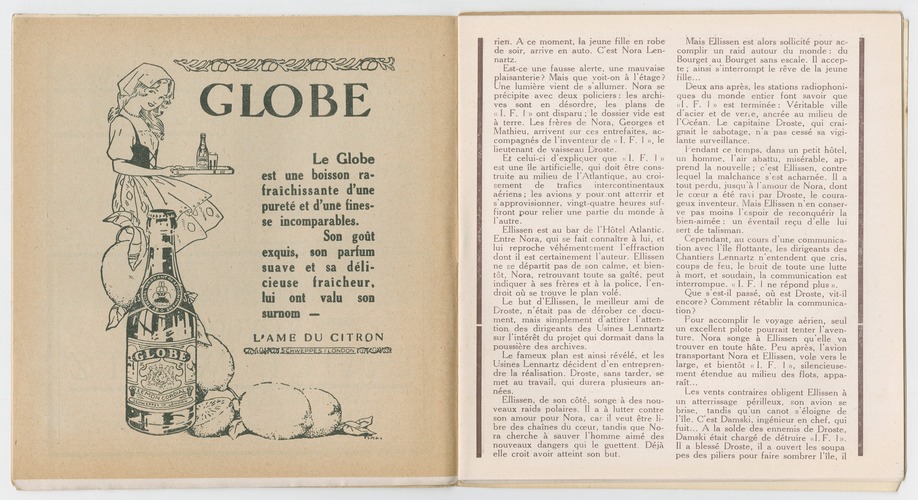 GLOBE
Le Globe
est une boisson ra-
fraîchissante d'une
pureté et d'une fines-
se incomparables.
Son goût
exquis, son parfum
suave et sa déli-
cieuse fraîcheur,
lui ont valu son
surnom —
L'AME DU CITRON
SCHWEPPES LONDON
GLOBE
rien. A ce moment, la jeune fille en robe
de soir, arrive en auto. C'est Nora Len-
nartz.
Est-ce une fausse alerte, une mauvaise
plaisanterie? Mais que voit-on à l'étage?
Une lumière vient de s'allumer. Nora se
précipite avec deux policiers : les archi-
ves sont en désordre, les plans de
«I. F. 1» ont disparu ; le dossier vide est
à terre. Les frères de Nora, Georges et
Mathieu, arrivent sur ces entrefaites, ac-
compagnés de l'inventeur de «I. F. 1», le
lieutenant de vaisseau Droste.
Et celui-ci d'expliquer que «I. F. 1»
est une île artificielle, qui doit être cons-
truite au milieu de l'Atlantique, au croi-
sement de trafics intercontinentaux
aériens ; les avions y pourront atterrir et
s'approvisionner, vingt-quatre heures suf-
firont pour relier une partie du monde à
l'autre.
Ellissen est au bar de l'Hôtel Atlantic.
Entre Nora, qui se fait connaître à lui, et
lui reproche véhémentement l'effraction
dont il est certainement l'auteur. Ellissen
ne se départit pas de son calme, et bien-
tôt, Nora, retrouvant toute sa gaîté, peut
indiquer à ses frères et à la police, l'en-
droit où se trouve le plan volé.
Le but d'Ellissen, le meilleur ami de
Droste, n'était pas de dérober ce docu-
ment, mais simplement d'attirer l'atten-
tion des dirigeants des Usines Lennartz
sur l'intérêt du projet qui dormait dans la
poussière des archives.
Le fameux plan est ainsi révélé, et les
Usines Lennartz décident d'en entrepren-
dre la réalisation. Droste, sans tarder, se
met au travail, qui durera plusieurs an-
nées.
Ellissen, de son côté, songe à des nou-
veaux raids polaires. Il a à lutter contre
son amour pour Nora, car il veut être li-
bre des chaînes du cœur, tandis que No-
ra cherche à sauver l'homme aimé des
nouveaux dangers qui le guettent. Déjà
elle croit avoir atteint son but.
Mais Ellissen est alors sollicité pour ac-
complir un raid autour du monde : du
Bourget au Bourget sans escale. Il accep-
te ; ainsi s'interrompt le rêve de la jeune
fille...
Deux ans après, les stations radiophoni-
ques du monde entier font savoir que
«I. F. 1» est terminée : Véritable ville
d'acier et de verre, ancrée au milieu de
l'Océan. Le capitaine Droste, qui crai-
gnait le sabotage, n'a pas cessé sa vigi-
lante surveillance.
Pendant ce temps, dans un petit hôtel,
un homme, l'air abattu, misérable, ap-
prend la nouvelle ; c'est Ellissen, contre
lequel la malchance s'est acharnée. Il a
tout perdu, jusqu'à l'amour de Nora, dont
le cœur a été ravi par Droste, le coura-
geux inventeur. Mais Ellissen n'en conser-
ve pas moins l'espoir de reconquérir la
bien-aimée : un éventail reçu d'elle lui
sert de talisman.
Cependant, au cours d'une communica-
tion avec l'île flottante, les dirigeants des
Chantiers Lennartz n'entendent que cris,
coups de feu, le bruit de toute une lutte
à mort, et soudain, la communication est
interrompue. «I. F. 1 ne répond plus».
Que s'est-il passé, où est Droste, vit-il
encore? Comment rétablir la communica-
tion?
Pour accomplir le voyage aérien, seul
un excellent pilote pourrait tenter l'aven-
ture. Nora songe à Ellissen qu'elle va
trouver en toute hâte. Peu après, l'avion
transportant Nora et Ellissen, vole vers le
large, et bientôt «I. F. 1», silencieuse-
ment étendue au milieu des flots, appa-
raît...
Les vents contraires obligent Ellissen à
un atterrissage périlleux, son avion se
brise, tandis qu'un canot s'éloigne de
l'île. C'est Damski, ingénieur en chef, qui
fuit... A la solde des ennemis de Droste,
Damski était chargé de détruire «I. F. 1».
Il a blessé Droste, il a ouvert les soupa
pes des piliers pour faire sombrer l'île, il